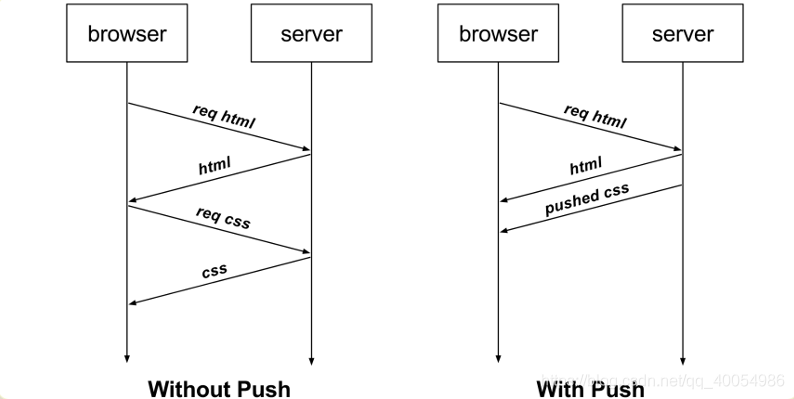 browser
server
req html
html
req css
css
Without Push
browser
server
req html
html
pushed css
With Push
https://blog.csdn.net/qq_40054986